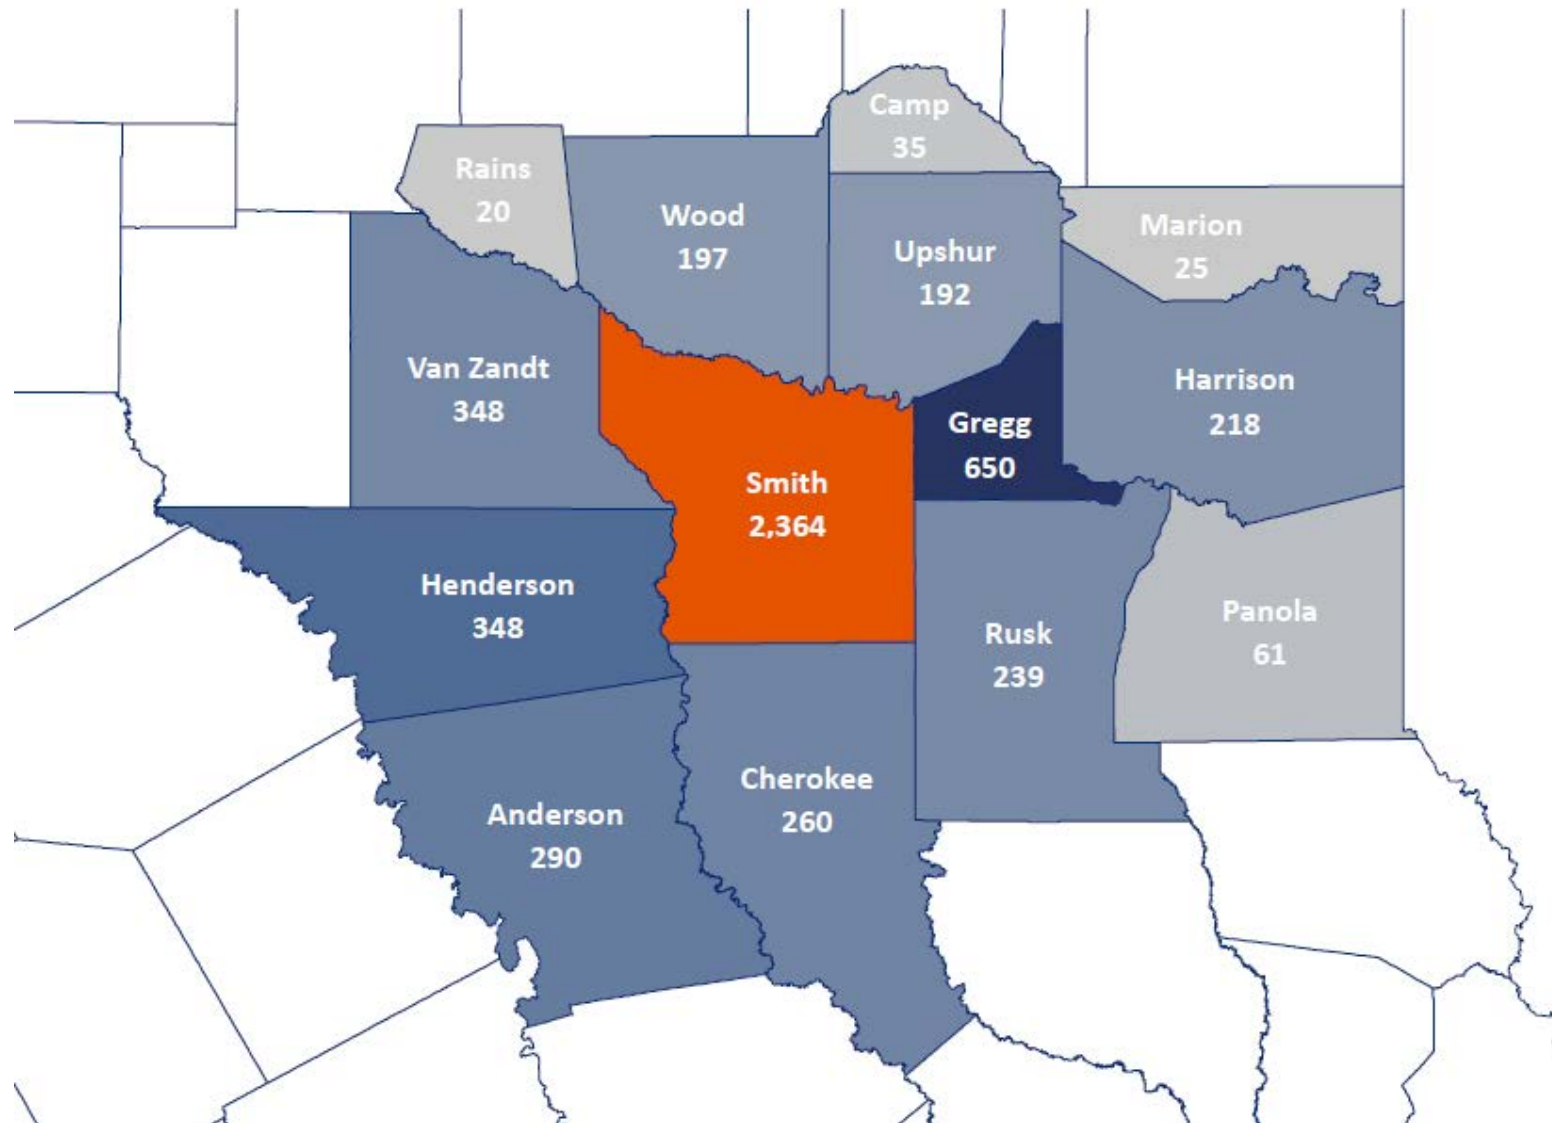 Camp
35
Rains
20
Wood
197
Marion
25
Upshur
192
Van Zandt
348
Harrison
218
Gregg
650
Smith
2,364
Henderson
348
Panola
61
Rusk
239
Cherokee
260
Anderson
290